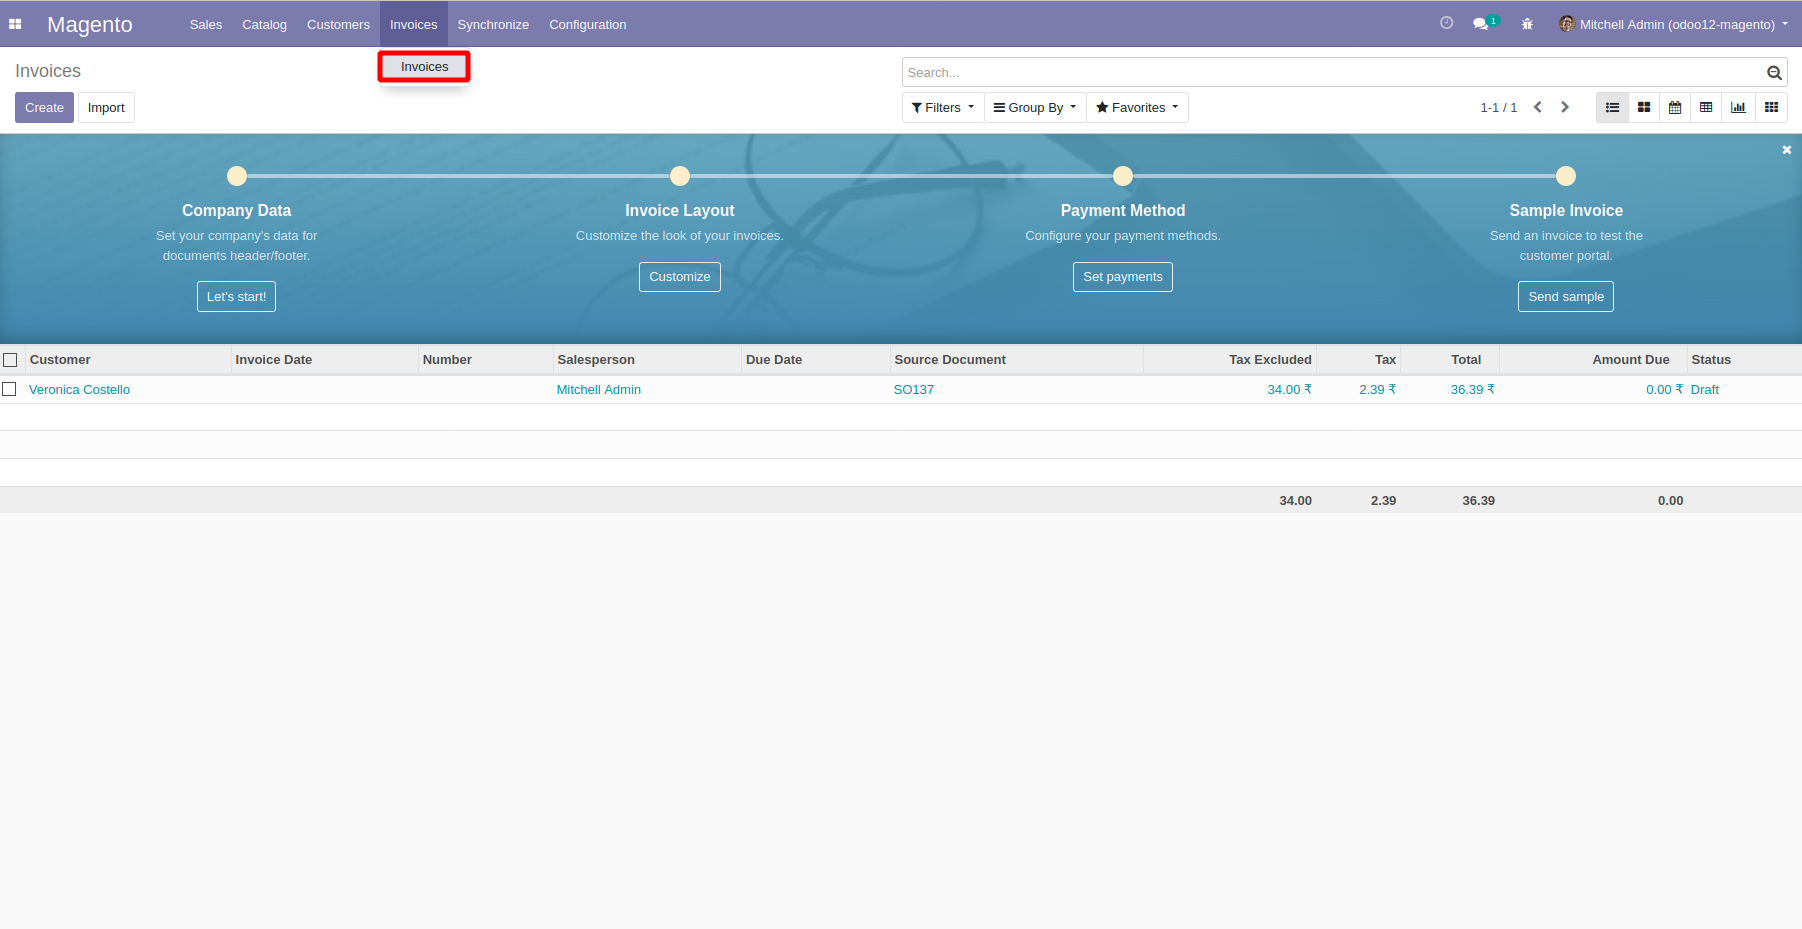 Magento Sales Catalog Customers Invoices Synchronize Configuration 1 Mitchell Admin (odoo12-magento)
Invoices
Invoices
Search...
Create Import Filters Group By Favorites 1-1 / 1
Company Data Invoice Layout Payment Method Sample Invoice
Set your company's data for Customize the look of your invoices. Configure your payment methods. Send an invoice to test the
documents header/footer. customer portal.
Customize Set payments
Let's start! Send sample
Customer Invoice Date Number Salesperson Due Date Source Document Tax Excluded Tax Total Amount Due Status
Veronica Costello Mitchell Admin SO137 34.00 ₹ 2.39 ₹ 36.39 ₹ 0.00 ₹ Draft
34.00 2.39 36.39 0.00